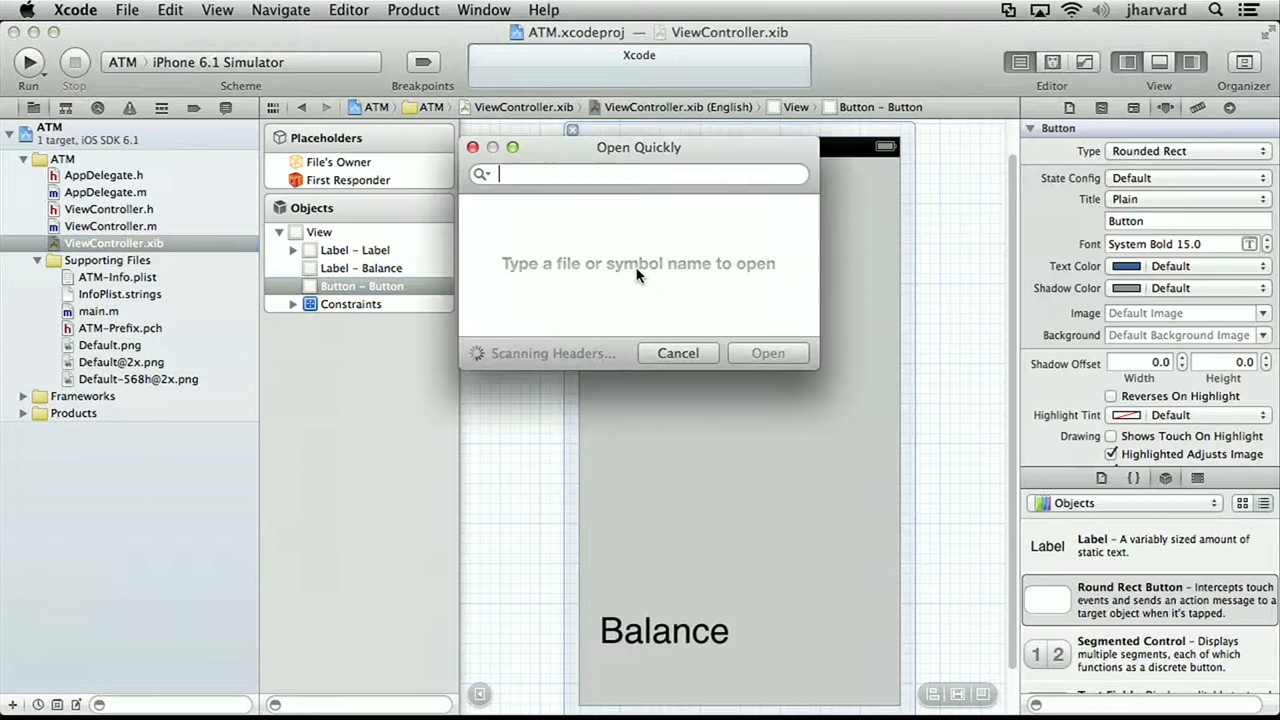 Xcode File Edit View Navigate Editor Product Window Help jharvard
ATM.xcodeproj — ViewController.xib
ATM iPhone 6.1 Simulator
Xcode
Run Stop Scheme Breakpoints Editor View Organizer
ATM ATM ViewController.xib ViewController.xib (English) View Button – Button
ATM
1 target, iOS SDK 6.1
ATM
AppDelegate.h
AppDelegate.m
ViewController.h
ViewController.m
ViewController.xib
Supporting Files
ATM-Info.plist
InfoPlist.strings
main.m
ATM-Prefix.pch
Default.png
Default@2x.png
Default-568h@2x.png
Frameworks
Products
Placeholders
File's Owner
First Responder
Objects
View
Label – Label
Label – Balance
Button – Button
Constraints
Open Quickly
Type a file or symbol name to open
Scanning Headers... Cancel Open
Balance
Button
Type Rounded Rect
State Config Default
Title Plain
Button
Font System Bold 15.0
Text Color Default
Shadow Color Default
Image Default Image
Background Default Background Image
Shadow Offset 0.0 0.0
Width Height
Reverses On Highlight
Highlight Tint Default
Drawing Shows Touch On Highlight
Highlighted Adjusts Image
Objects
Label
Label – A variably sized amount of
static text.
Round Rect Button – Intercepts touch
events and sends an action message to a
target object when it's tapped.
1 2
Segmented Control – Displays
multiple segments, each of which
functions as a discrete button.